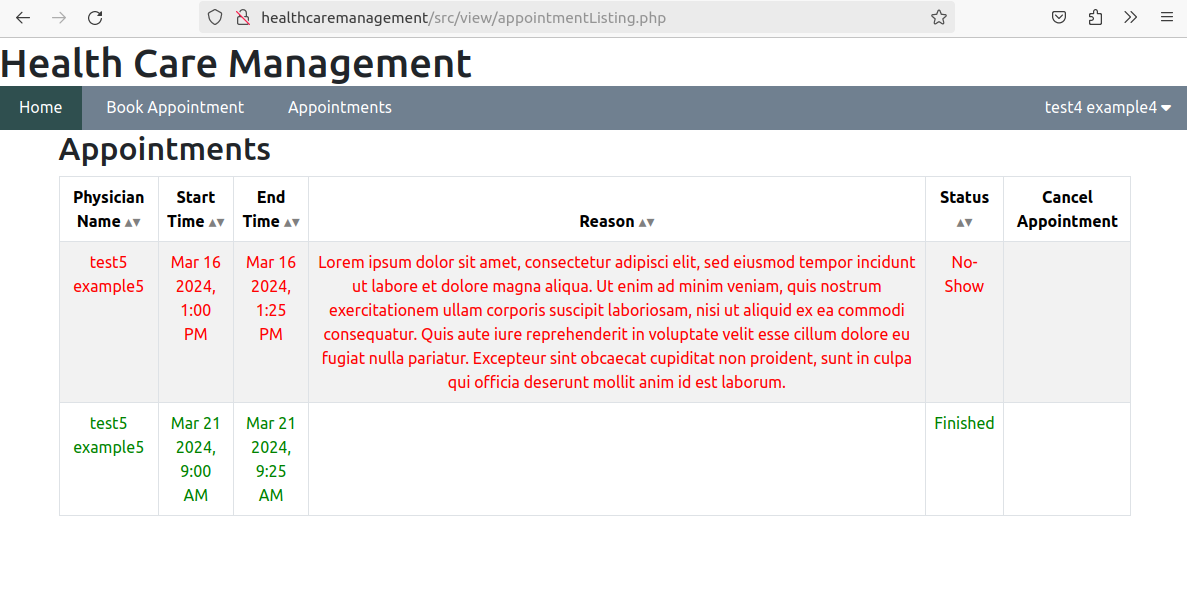 healthcaremanagement/src/view/appointmentListing.php
Health Care Management
Home Book Appointment Appointments test4 example4
Appointments
Physician Name
Start Time
End Time
Reason
Status
Cancel Appointment
test5
example5
Mar 16
2024,
1:00
PM
Mar 16
2024,
1:25
PM
Lorem ipsum dolor sit amet, consectetur adipisci elit, sed eiusmod tempor incidunt
ut labore et dolore magna aliqua. Ut enim ad minim veniam, quis nostrum
exercitationem ullam corporis suscipit laboriosam, nisi ut aliquid ex ea commodi
consequatur. Quis aute iure reprehenderit in voluptate velit esse cillum dolore eu
fugiat nulla pariatur. Excepteur sint obcaecat cupiditat non proident, sunt in culpa
qui officia deserunt mollit anim id est laborum.
No-
Show
test5
example5
Mar 21
2024,
9:00
AM
Mar 21
2024,
9:25
AM
Finished